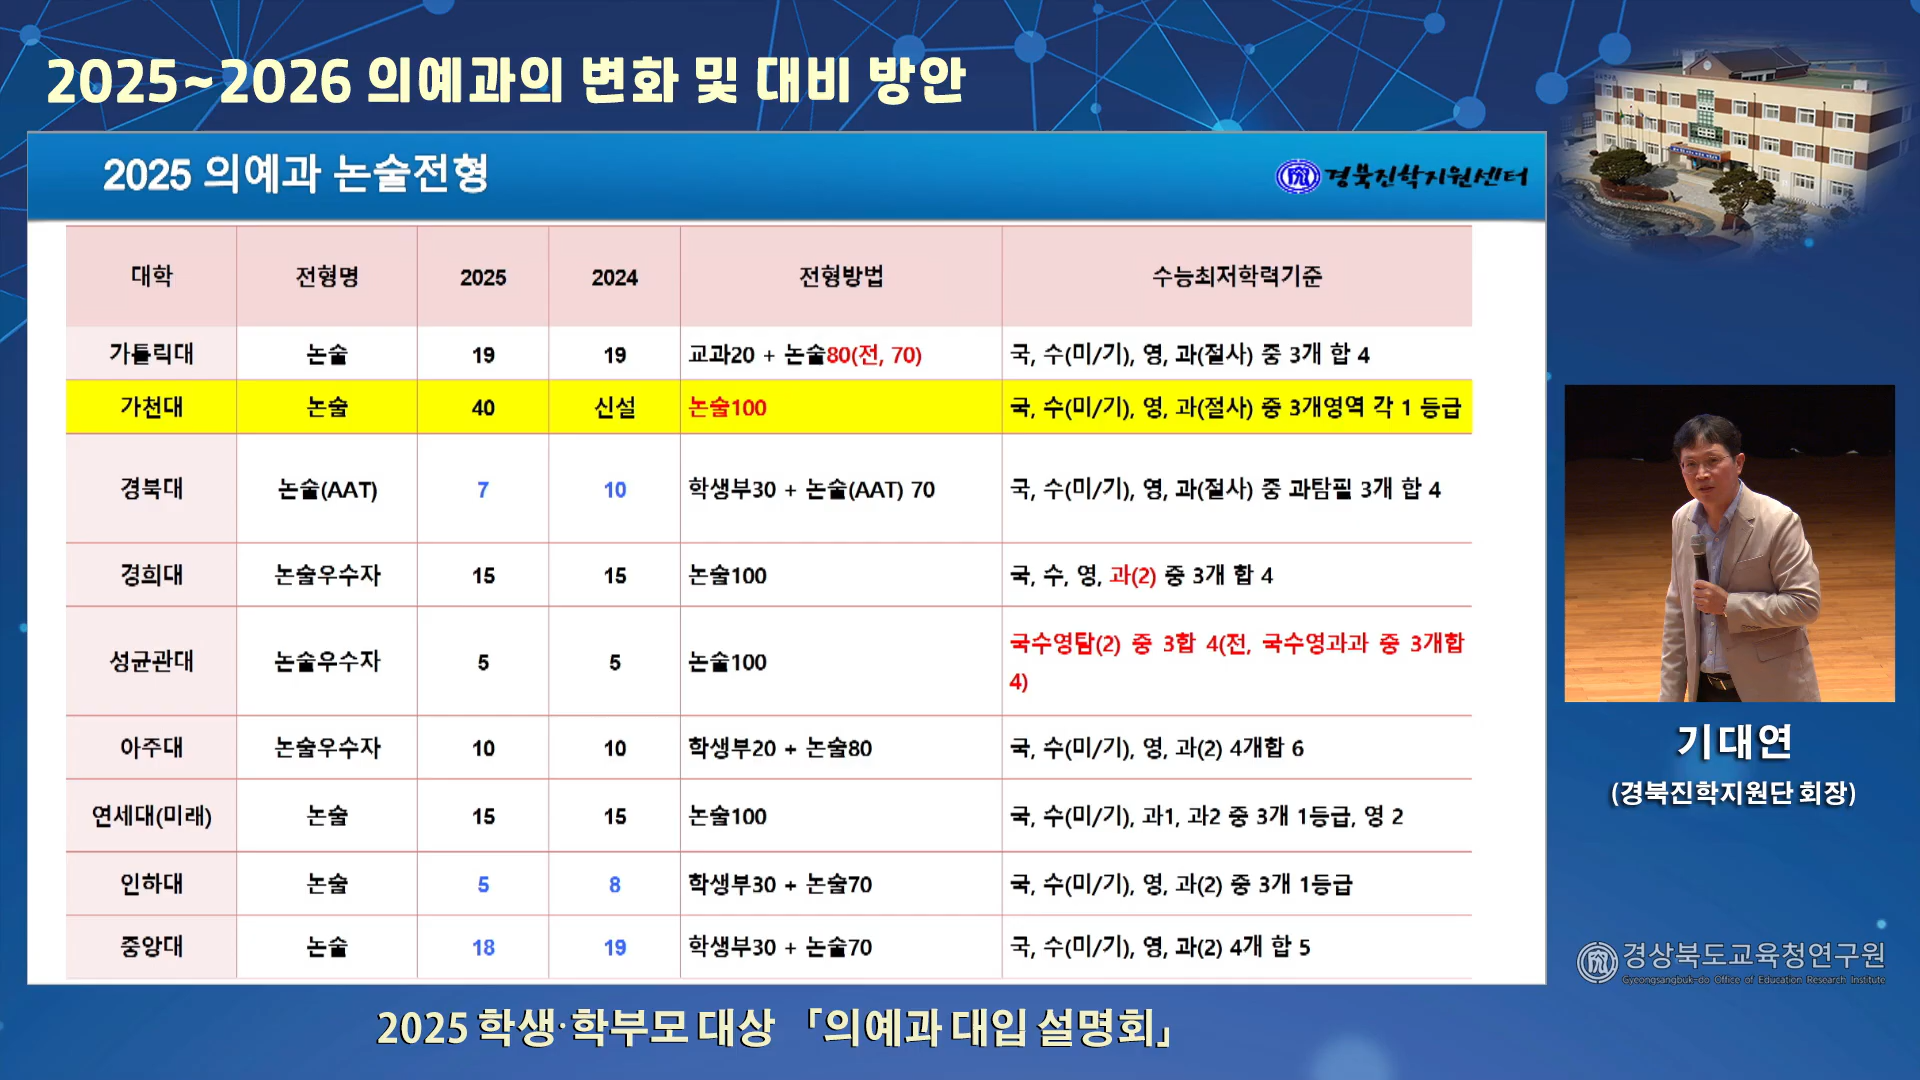 2025~2026 의예과의 변화 및 대비 방안
2025 의예과 논술전형
경북진학지원센터
대학 전형명 2025 2024 전형방법 수능최저학력기준
가톨릭대 논술 19 19 교과20 + 논술80(전, 70) 국, 수(미/기), 영, 과(절사) 중 3개 합 4
가천대 논술 40 신설 논술100 국, 수(미/기), 영, 과(절사) 중 3개영역 각 1 등급
경북대 논술(AAT) 7 10 학생부30 + 논술(AAT) 70 국, 수(미/기), 영, 과(절사) 중 과탐필 3개 합 4
경희대 논술우수자 15 15 논술100 국, 수, 영, 과(2) 중 3개 합 4
성균관대 논술우수자 5 5 논술100 국수영탐(2) 중 3합 4(전, 국수영과과 중 3개합
4)
아주대 논술우수자 10 10 학생부20 + 논술80 국, 수(미/기), 영, 과(2) 4개합 6
연세대(미래) 논술 15 15 논술100 국, 수(미/기), 과1, 과2 중 3개 1등급, 영 2
인하대 논술 5 8 학생부30 + 논술70 국, 수(미/기), 영, 과(2) 중 3개 1등급
중앙대 논술 18 19 학생부30 + 논술70 국, 수(미/기), 영, 과(2) 4개 합 5
기대연
(경북진학지원단 회장)
경상북도교육청연구원
Gyeongsangbuk-do Office of Education Research Institute
2025 학생·학부모 대상 「의예과 대입 설명회」